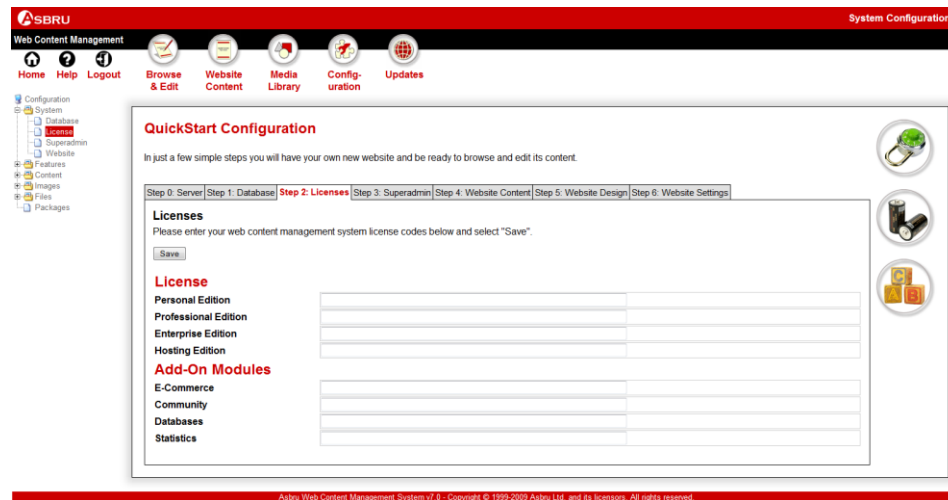 ASBRU
System Configuration
Web Content Management
Home Help Logout
Browse & Edit
Website Content
Media Library
Config-uration
Updates
Configuration
System
Database
License
Superadmin
Website
Features
Content
Images
Files
Packages
QuickStart Configuration
In just a few simple steps you will have your own new website and be ready to browse and edit its content.
Step 0: Server Step 1: Database Step 2: Licenses Step 3: Superadmin Step 4: Website Content Step 5: Website Design Step 6: Website Settings
Licenses
Please enter your web content management system license codes below and select "Save".
Save
License
Personal Edition
Professional Edition
Enterprise Edition
Hosting Edition
Add-On Modules
E-Commerce
Community
Databases
Statistics
C
A B
Asbru Web Content Management System v7.0 - Copyright © 1999-2009 Asbru Ltd. and its licensors. All rights reserved.